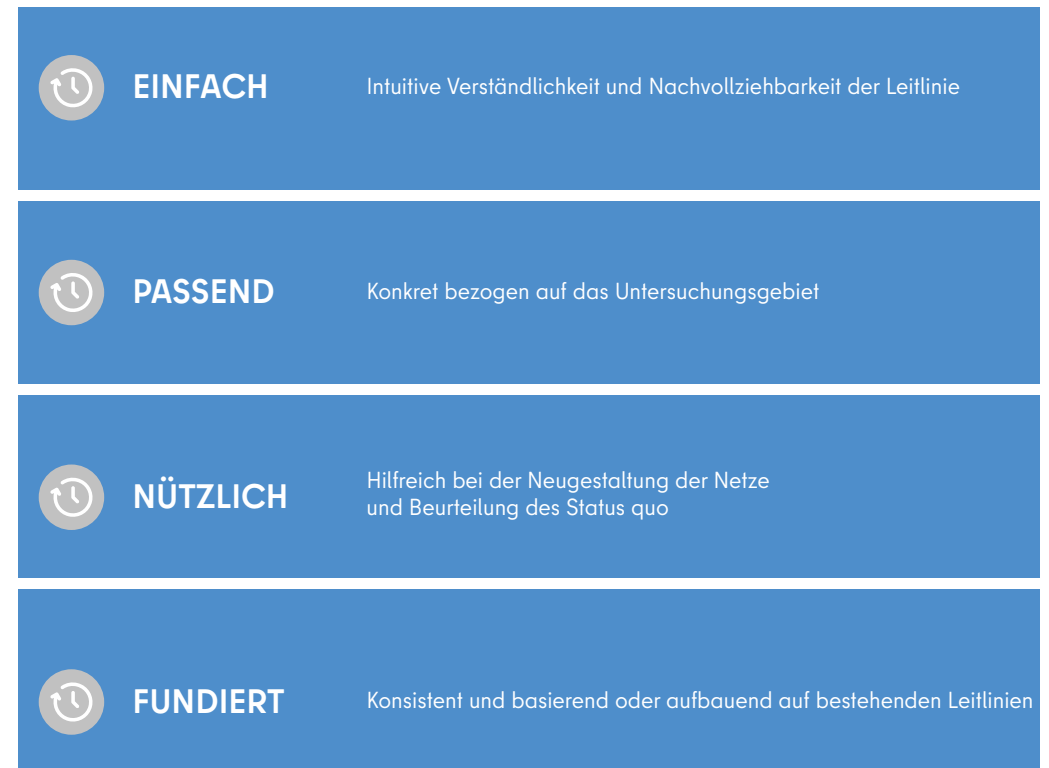 EINFACH
Intuitive Verständlichkeit und Nachvollziehbarkeit der Leitlinie
PASSEND
Konkret bezogen auf das Untersuchungsgebiet
NÜTZLICH
Hilfreich bei der Neugestaltung der Netze
und Beurteilung des Status quo
FUNDIERT
Konsistent und basierend oder aufbauend auf bestehenden Leitlinien